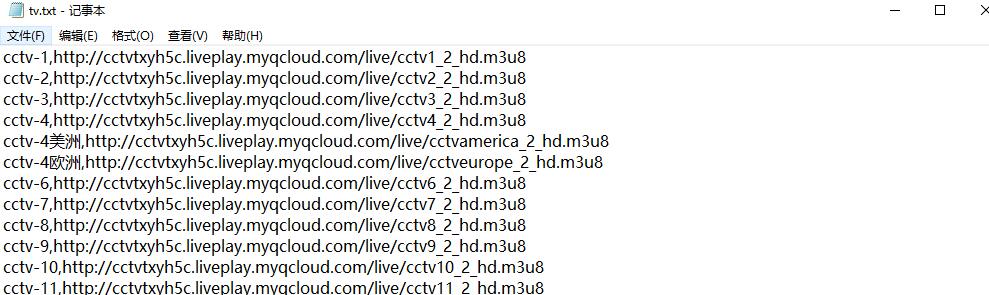 tv.txt - 记事本
文件(F) 编辑(E) 格式(O) 查看(V) 帮助(H)
cctv-1,http://cctvtxyh5c.liveplay.myqcloud.com/live/cctv1_2_hd.m3u8
cctv-2,http://cctvtxyh5c.liveplay.myqcloud.com/live/cctv2_2_hd.m3u8
cctv-3,http://cctvtxyh5c.liveplay.myqcloud.com/live/cctv3_2_hd.m3u8
cctv-4,http://cctvtxyh5c.liveplay.myqcloud.com/live/cctv4_2_hd.m3u8
cctv-4美洲,http://cctvtxyh5c.liveplay.myqcloud.com/live/cctvamerica_2_hd.m3u8
cctv-4欧洲,http://cctvtxyh5c.liveplay.myqcloud.com/live/cctveurope_2_hd.m3u8
cctv-6,http://cctvtxyh5c.liveplay.myqcloud.com/live/cctv6_2_hd.m3u8
cctv-7,http://cctvtxyh5c.liveplay.myqcloud.com/live/cctv7_2_hd.m3u8
cctv-8,http://cctvtxyh5c.liveplay.myqcloud.com/live/cctv8_2_hd.m3u8
cctv-9,http://cctvtxyh5c.liveplay.myqcloud.com/live/cctv9_2_hd.m3u8
cctv-10,http://cctvtxyh5c.liveplay.myqcloud.com/live/cctv10_2_hd.m3u8
cctv-11,http://cctvtxyh5c.liveplay.myqcloud.com/live/cctv11_2_hd.m3u8